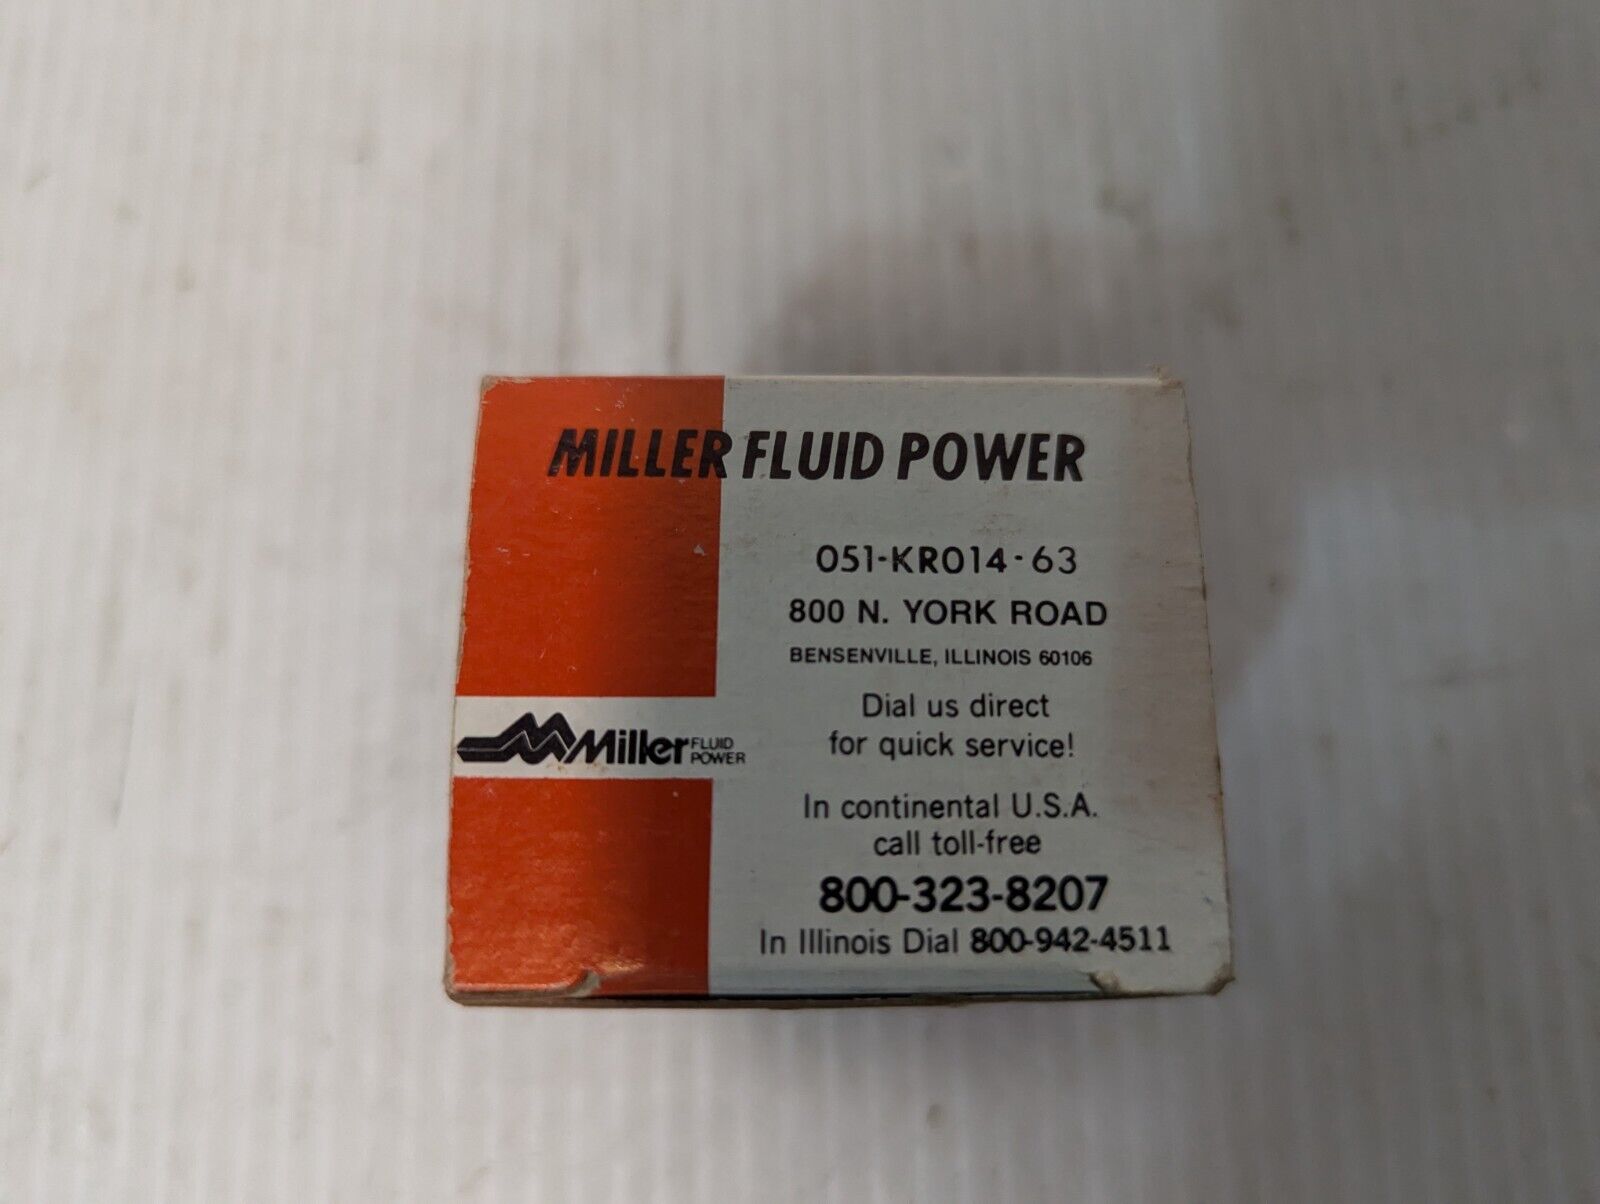 MILLER FLUID POWER
051-KR014-63
800 N. YORK ROAD
BENSENVILLE, ILLINOIS 60106
Dial us direct
for quick service!
Miller FLUID
POWER
In continental U.S.A.
call toll-free
800-323-8207
In Illinois Dial 800-942-4511